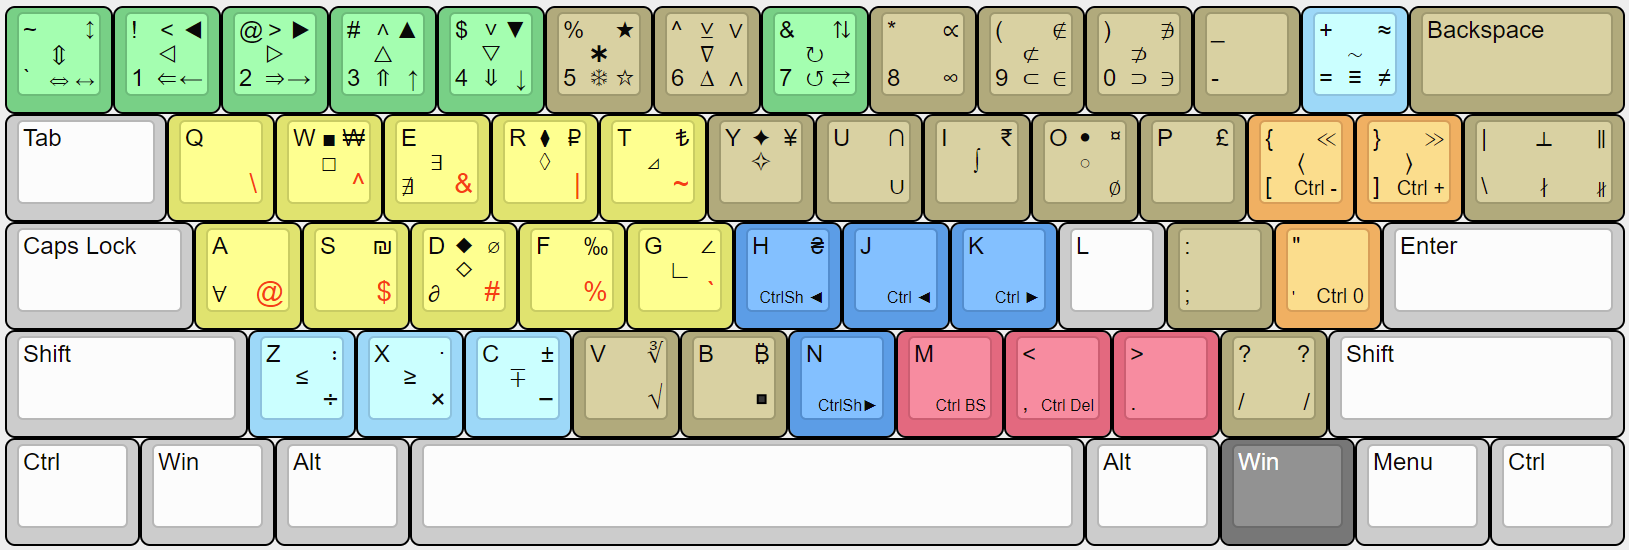 ~ ↕ ! < ◀ @ > ▶ # ˄ ▲ $ ˅ ▼ % ★ ^ ⊻ ∨ & ⇅ * ∝ ( ∉ ) ∌ _ + ≈ Backspace
⇕ ◁ ▷ △ ▽ ✱ ∇ ↻ ⊄ ⊅ ~
` ⇔ ↔ 1 ⇐ ← 2 ⇒ → 3 ⇑ ↑ 4 ⇓ ↓ 5 ❄ ☆ 6 ∆ ∧ 7 ↺ ⇄ 8 ∞ 9 ⊂ ∈ 0 ⊃ ∋ - = ≡ ≠
Tab Q W ■ ₩ E R ⧫ ₽ T ₺ Y ✦ ¥ U ∩ I ₹ O • ¤ P £ { ≪ } ≫ | ⊥ ∥
□ ∃ ◊ ⊿ ✧ ∫ ○ ⟨ ⟩
\ ^ ∄ & | ~ ∪ ∅ [ Ctrl - ] Ctrl + \ ∤ ∦
Caps Lock A S ₪ D ◆ ⌀ F ‰ G ∠ H ₴ J K L : " Enter
◇ ∟
∀ @ $ ∂ # % ` CtrlSh ◀ Ctrl ◀ Ctrl ▶ ; ' Ctrl 0
Shift Z : X · C ± V ∛ B ₿ N M < > ? ? Shift
≤ ≥ ∓
÷ × − √ ▪ CtrlSh▶ Ctrl BS , Ctrl Del . / /
Ctrl Win Alt Alt Win Menu Ctrl